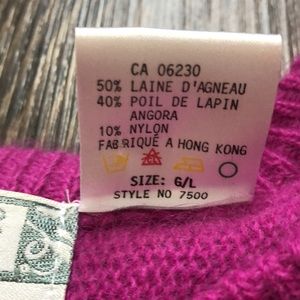 CA 06230
50% LAINE D'AGNEAU
40% POIL DE LAPIN
ANGORA
10% NYLON
FABRIQUÉ A HONG KONG
SIZE: G/L
STYLE NO 7500